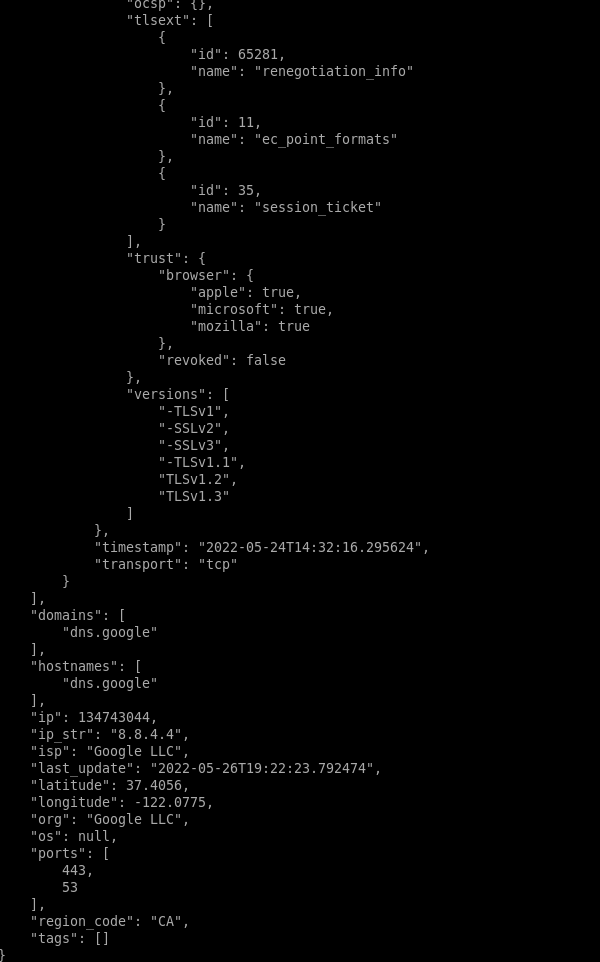 "ocsp": {},
"tlsext": [
{
"id": 65281,
"name": "renegotiation_info"
},
{
"id": 11,
"name": "ec_point_formats"
},
{
"id": 35,
"name": "session_ticket"
}
],
"trust": {
"browser": {
"apple": true,
"microsoft": true,
"mozilla": true
},
"revoked": false
},
"versions": [
"-TLSv1",
"-SSLv2",
"-SSLv3",
"-TLSv1.1",
"TLSv1.2",
"TLSv1.3"
]
},
"timestamp": "2022-05-24T14:32:16.295624",
"transport": "tcp"
}
],
"domains": [
"dns.google"
],
"hostnames": [
"dns.google"
],
"ip": 134743044,
"ip_str": "8.8.4.4",
"isp": "Google LLC",
"last_update": "2022-05-26T19:22:23.792474",
"latitude": 37.4056,
"longitude": -122.0775,
"org": "Google LLC",
"os": null,
"ports": [
443,
53
],
"region_code": "CA",
"tags": []
}